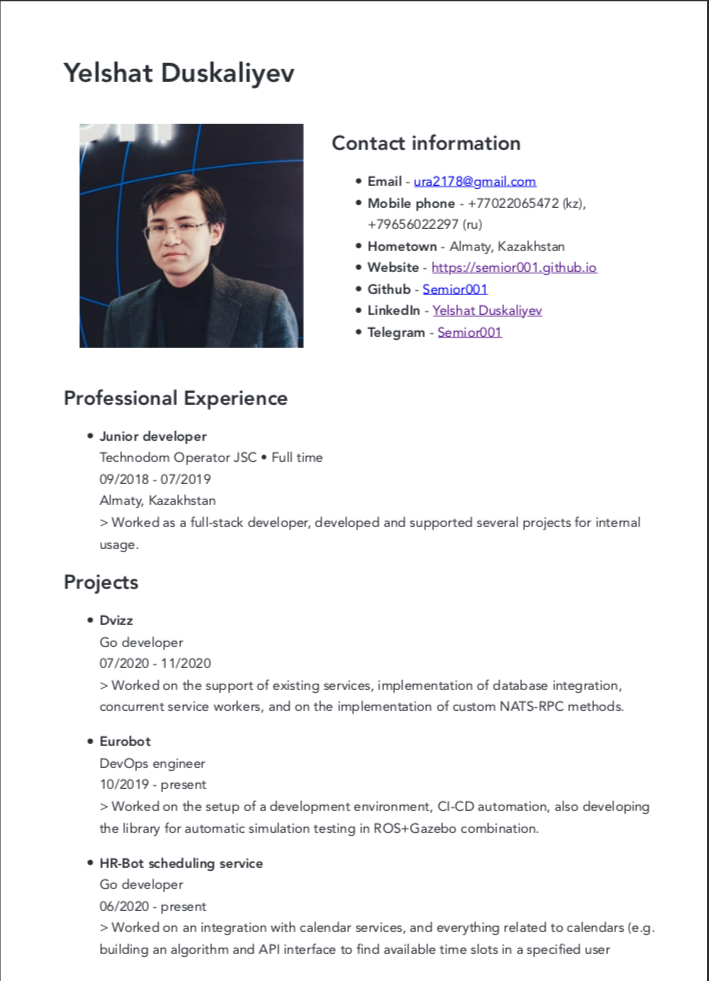 Yelshat Duskaliyev
Contact information
• Email - ura2178@gmail.com
• Mobile phone - +77022065472 (kz),
+79656022297 (ru)
• Hometown - Almaty, Kazakhstan
• Website - https://semior001.github.io
• Github - Semior001
• LinkedIn - Yelshat Duskaliyev
• Telegram - Semior001
Professional Experience
• Junior developer
Technodom Operator JSC • Full time
09/2018 - 07/2019
Almaty, Kazakhstan
> Worked as a full-stack developer, developed and supported several projects for internal
usage.
Projects
• Dvizz
Go developer
07/2020 - 11/2020
> Worked on the support of existing services, implementation of database integration,
concurrent service workers, and on the implementation of custom NATS-RPC methods.
• Eurobot
DevOps engineer
10/2019 - present
> Worked on the setup of a development environment, CI-CD automation, also developing
the library for automatic simulation testing in ROS+Gazebo combination.
• HR-Bot scheduling service
Go developer
06/2020 - present
> Worked on an integration with calendar services, and everything related to calendars (e.g.
building an algorithm and API interface to find available time slots in a specified user